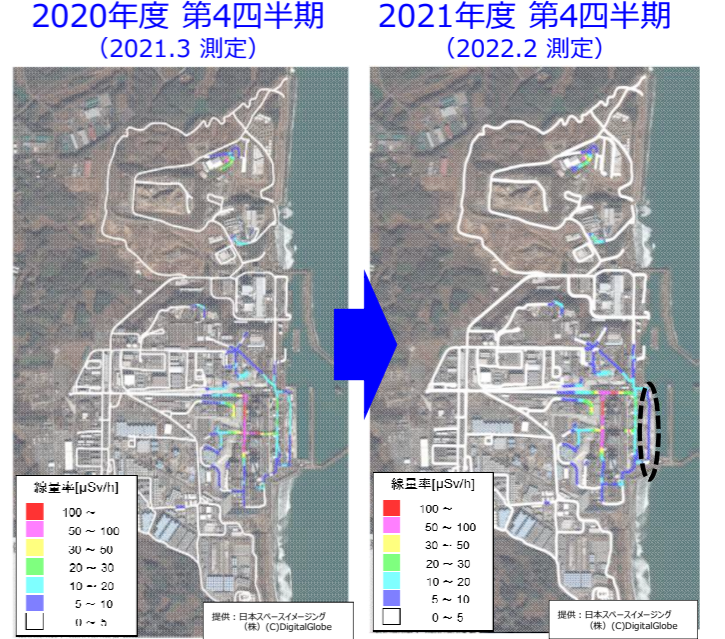 2020年度 第4四半期
（2021.3 測定）
2021年度 第4四半期
（2022.2 測定）
線量率[μSv/h]
100 ～
50 ～ 100
30 ～ 50
20 ～ 30
10 ～ 20
5 ～ 10
0 ～ 5
提供：日本スペースイメージング
（株）(C)DigitalGlobe
線量率[μSv/h]
100 ～
50 ～ 100
30 ～ 50
20 ～ 30
10 ～ 20
5 ～ 10
0 ～ 5
提供：日本スペースイメージング
（株）(C)DigitalGlobe